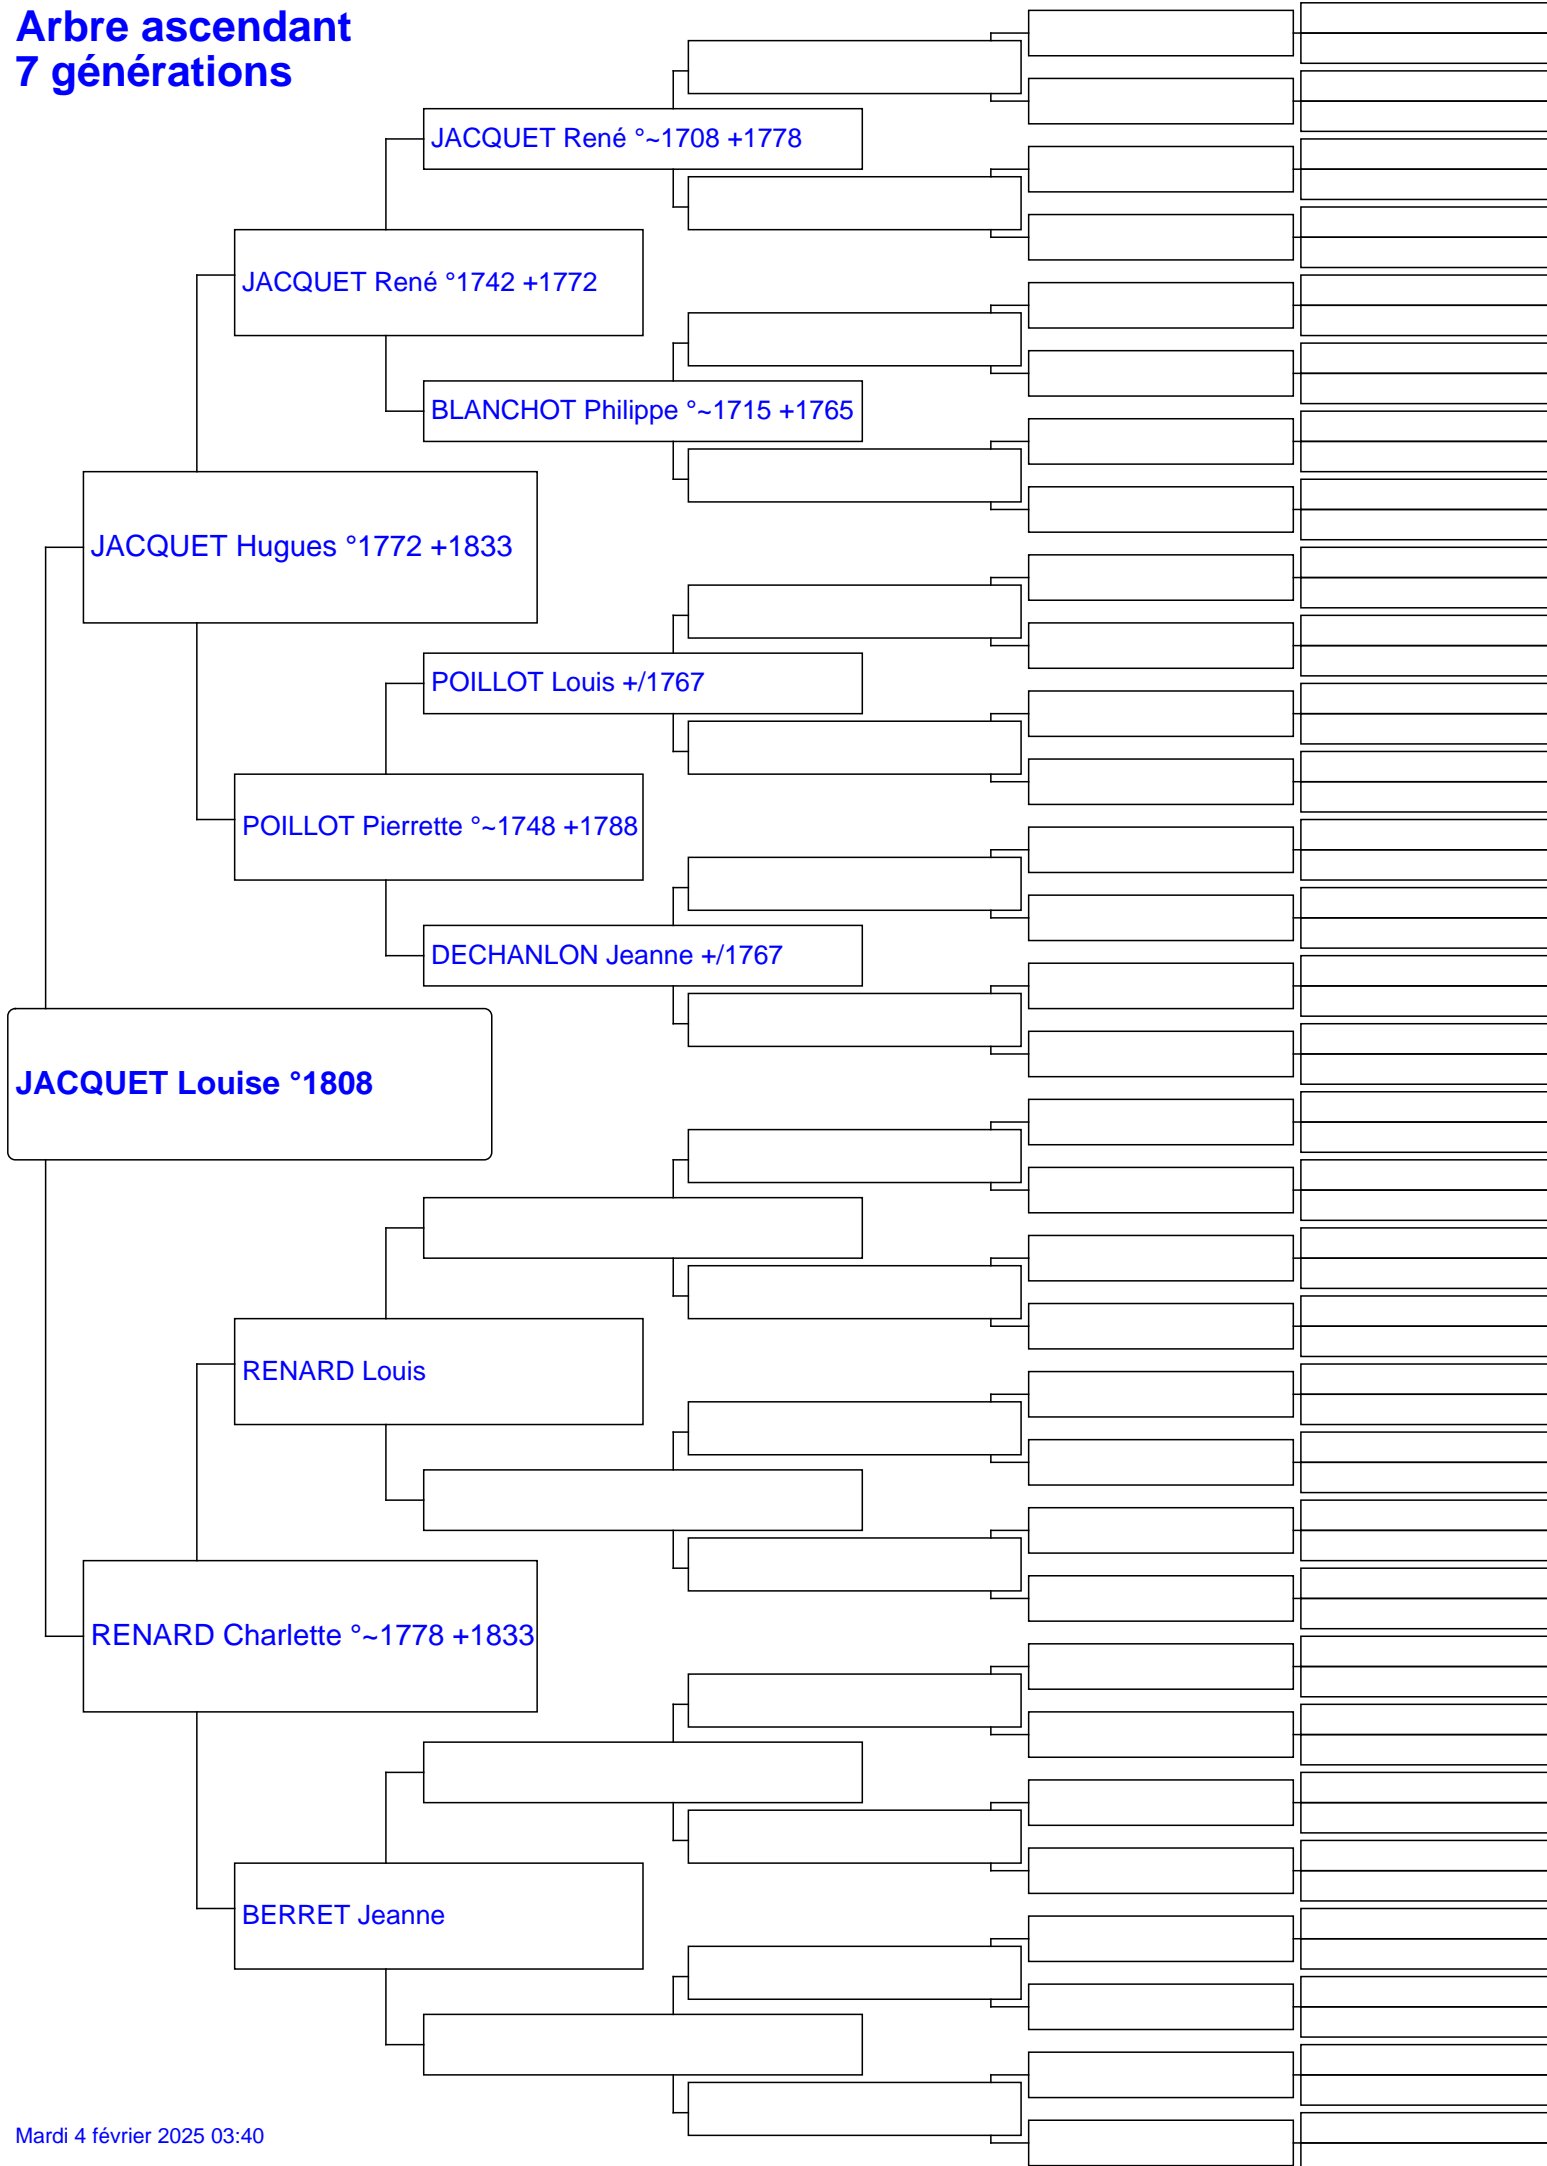 Arbre ascendant
7 générations
JACQUET René °~1708 +1778
JACQUET René °1742 +1772
BLANCHOT Philippe °~1715 +1765
JACQUET Hugues °1772 +1833
POILLOT Louis +/1767
POILLOT Pierrette °~1748 +1788
DECHANLON Jeanne +/1767
JACQUET Louise °1808
RENARD Louis
RENARD Charlette °~1778 +1833
BERRET Jeanne
Mardi 4 février 2025 03:40